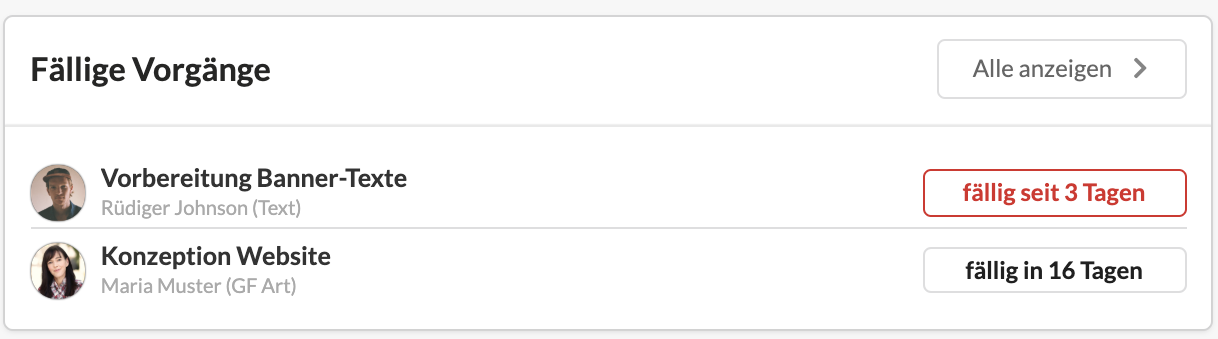 Fällige Vorgänge
Alle anzeigen
Vorbereitung Banner-Texte
Rüdiger Johnson (Text)
fällig seit 3 Tagen
Konzeption Website
Maria Muster (GF Art)
fällig in 16 Tagen